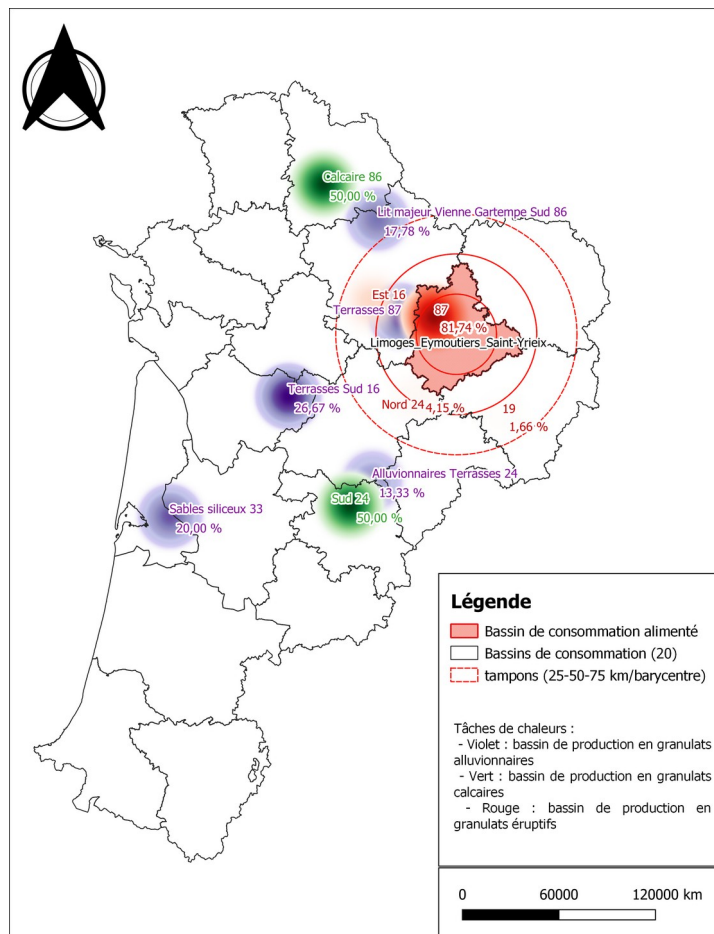 Calcaire 86
50,00 %
Lit majeur Vienne Gartempe Sud 86
17,78 %
Est 16
Terrasses 87
87
81,74 %
Limoges_Eymoutiers_Saint-Yrieix
Terrasses Sud 16
26,67 %
Nord 24
4,15 %
19
1,66 %
Alluvionnaires Terrasses 24
13,33 %
Sud 24
50,00 %
Sables siliceux 33
20,00 %
Légende
Bassin de consommation alimenté
Bassins de consommation (20)
tampons (25-50-75 km/barycentre)
Tâches de chaleurs :
- Violet : bassin de production en granulats
alluvionnaires
- Vert : bassin de production en granulats
calcaires
- Rouge : bassin de production en
granulats éruptifs
0 60000 120000 km